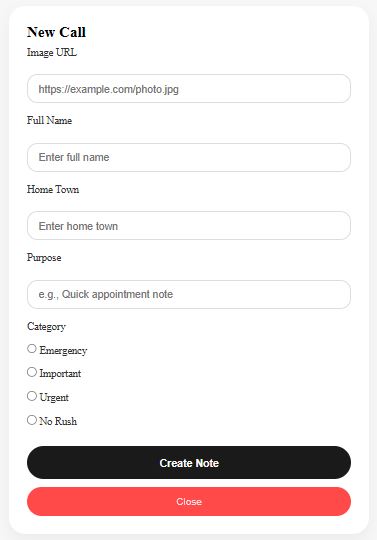 New Call
Image URL
https://example.com/photo.jpg
Full Name
Enter full name
Home Town
Enter home town
Purpose
e.g., Quick appointment note
Category
Emergency
Important
Urgent
No Rush
Create Note
Close